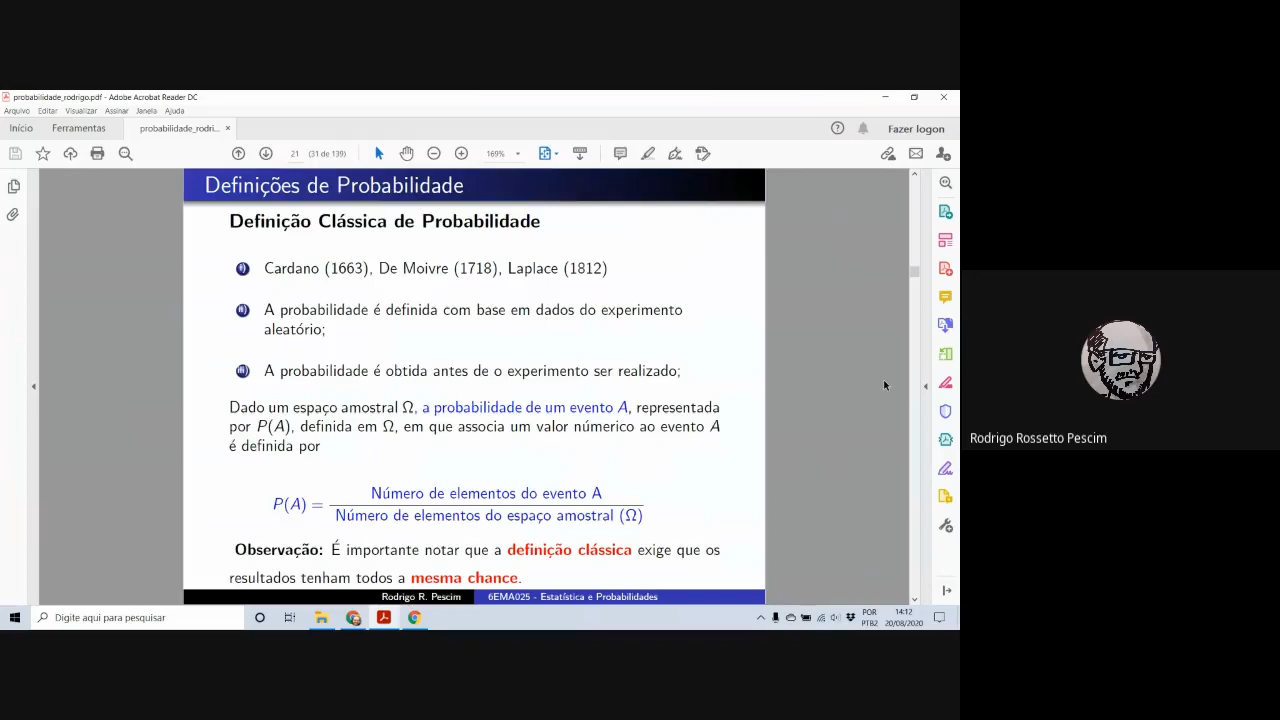 probabilidade_rodrigo.pdf - Adobe Acrobat Reader DC
Arquivo Editar Visualizar Assinar Janela Ajuda
Início Ferramentas probabilidade_rodri... × Fazer logon
21 (31 de 139) 169%
Definições de Probabilidade
Definição Clássica de Probabilidade
Cardano (1663), De Moivre (1718), Laplace (1812)
A probabilidade é definida com base em dados do experimento
aleatório;
A probabilidade é obtida antes de o experimento ser realizado;
Dado um espaço amostral Ω, a probabilidade de um evento A, representada
por P(A), definida em Ω, em que associa um valor númerico ao evento A
é definida por
Número de elementos do evento A
P(A) =
Número de elementos do espaço amostral (Ω)
Observação: É importante notar que a definição clássica exige que os
resultados tenham todos a mesma chance.
Rodrigo R. Pescim 6EMA025 - Estatística e Probabilidades
Digite aqui para pesquisar
POR 14:12
PTB2 20/08/2020
Rodrigo Rossetto Pescim